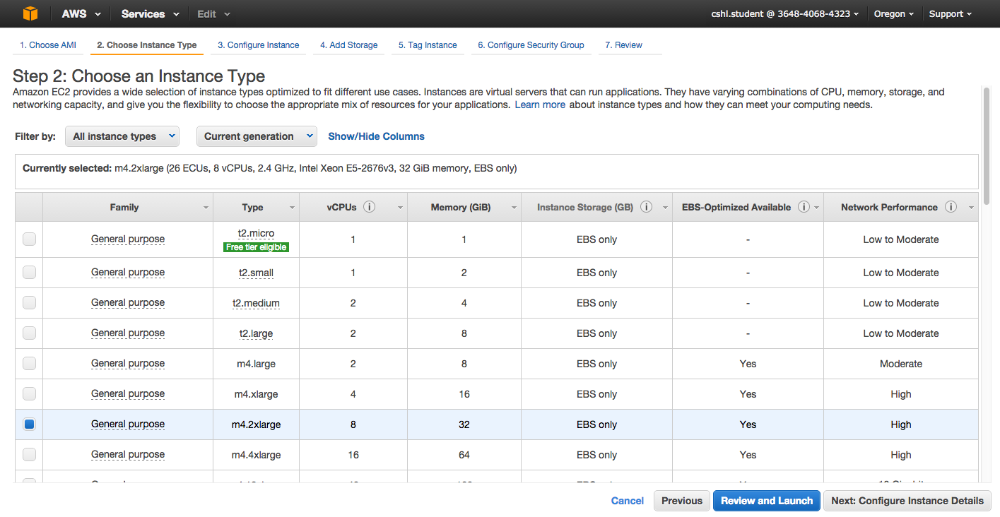 AWS Services Edit cshl.student @ 3648-4068-4323 Oregon Support
1. Choose AMI 2. Choose Instance Type 3. Configure Instance 4. Add Storage 5. Tag Instance 6. Configure Security Group 7. Review
Step 2: Choose an Instance Type
Amazon EC2 provides a wide selection of instance types optimized to fit different use cases. Instances are virtual servers that can run applications. They have varying combinations of CPU, memory, storage, and
networking capacity, and give you the flexibility to choose the appropriate mix of resources for your applications. Learn more about instance types and how they can meet your computing needs.
Filter by: All instance types Current generation Show/Hide Columns
Currently selected: m4.2xlarge (26 ECUs, 8 vCPUs, 2.4 GHz, Intel Xeon E5-2676v3, 32 GiB memory, EBS only)
Family Type vCPUs i Memory (GiB) Instance Storage (GB) i EBS-Optimized Available i Network Performance i
General purpose t2.micro 1 1 EBS only - Low to Moderate
Free tier eligible
General purpose t2.small 1 2 EBS only - Low to Moderate
General purpose t2.medium 2 4 EBS only - Low to Moderate
General purpose t2.large 2 8 EBS only - Low to Moderate
General purpose m4.large 2 8 EBS only Yes Moderate
General purpose m4.xlarge 4 16 EBS only Yes High
General purpose m4.2xlarge 8 32 EBS only Yes High
General purpose m4.4xlarge 16 64 EBS only Yes High
Cancel Previous Review and Launch Next: Configure Instance Details